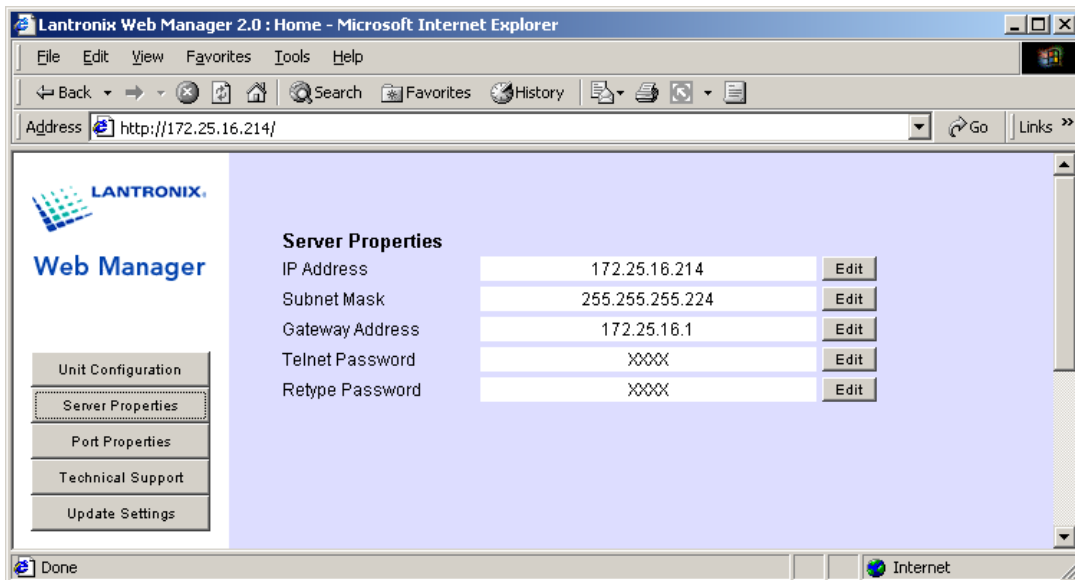 Lantronix Web Manager 2.0 : Home - Microsoft Internet Explorer
File Edit View Favorites Tools Help
Back Search Favorites History
Address http://172.25.16.214/ Go Links »
LANTRONIX®
Web Manager
Unit Configuration
Server Properties
Port Properties
Technical Support
Update Settings
Server Properties
IP Address 172.25.16.214 Edit
Subnet Mask 255.255.255.224 Edit
Gateway Address 172.25.16.1 Edit
Telnet Password XXXX Edit
Retype Password XXXX Edit
Done Internet